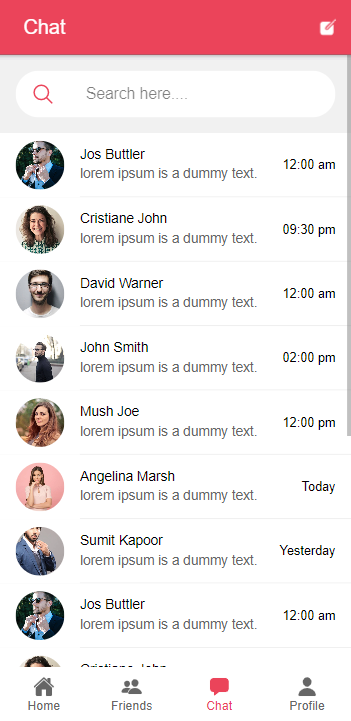 Chat
Search here....
Jos Buttler
lorem ipsum is a dummy text.
12:00 am
Cristiane John
lorem ipsum is a dummy text.
09:30 pm
David Warner
lorem ipsum is a dummy text.
12:00 am
John Smith
lorem ipsum is a dummy text.
02:00 pm
Mush Joe
lorem ipsum is a dummy text.
12:00 pm
Angelina Marsh
lorem ipsum is a dummy text.
Today
Sumit Kapoor
lorem ipsum is a dummy text.
Yesterday
Jos Buttler
lorem ipsum is a dummy text.
12:00 am
Cristiane John
Home
Friends
Chat
Profile